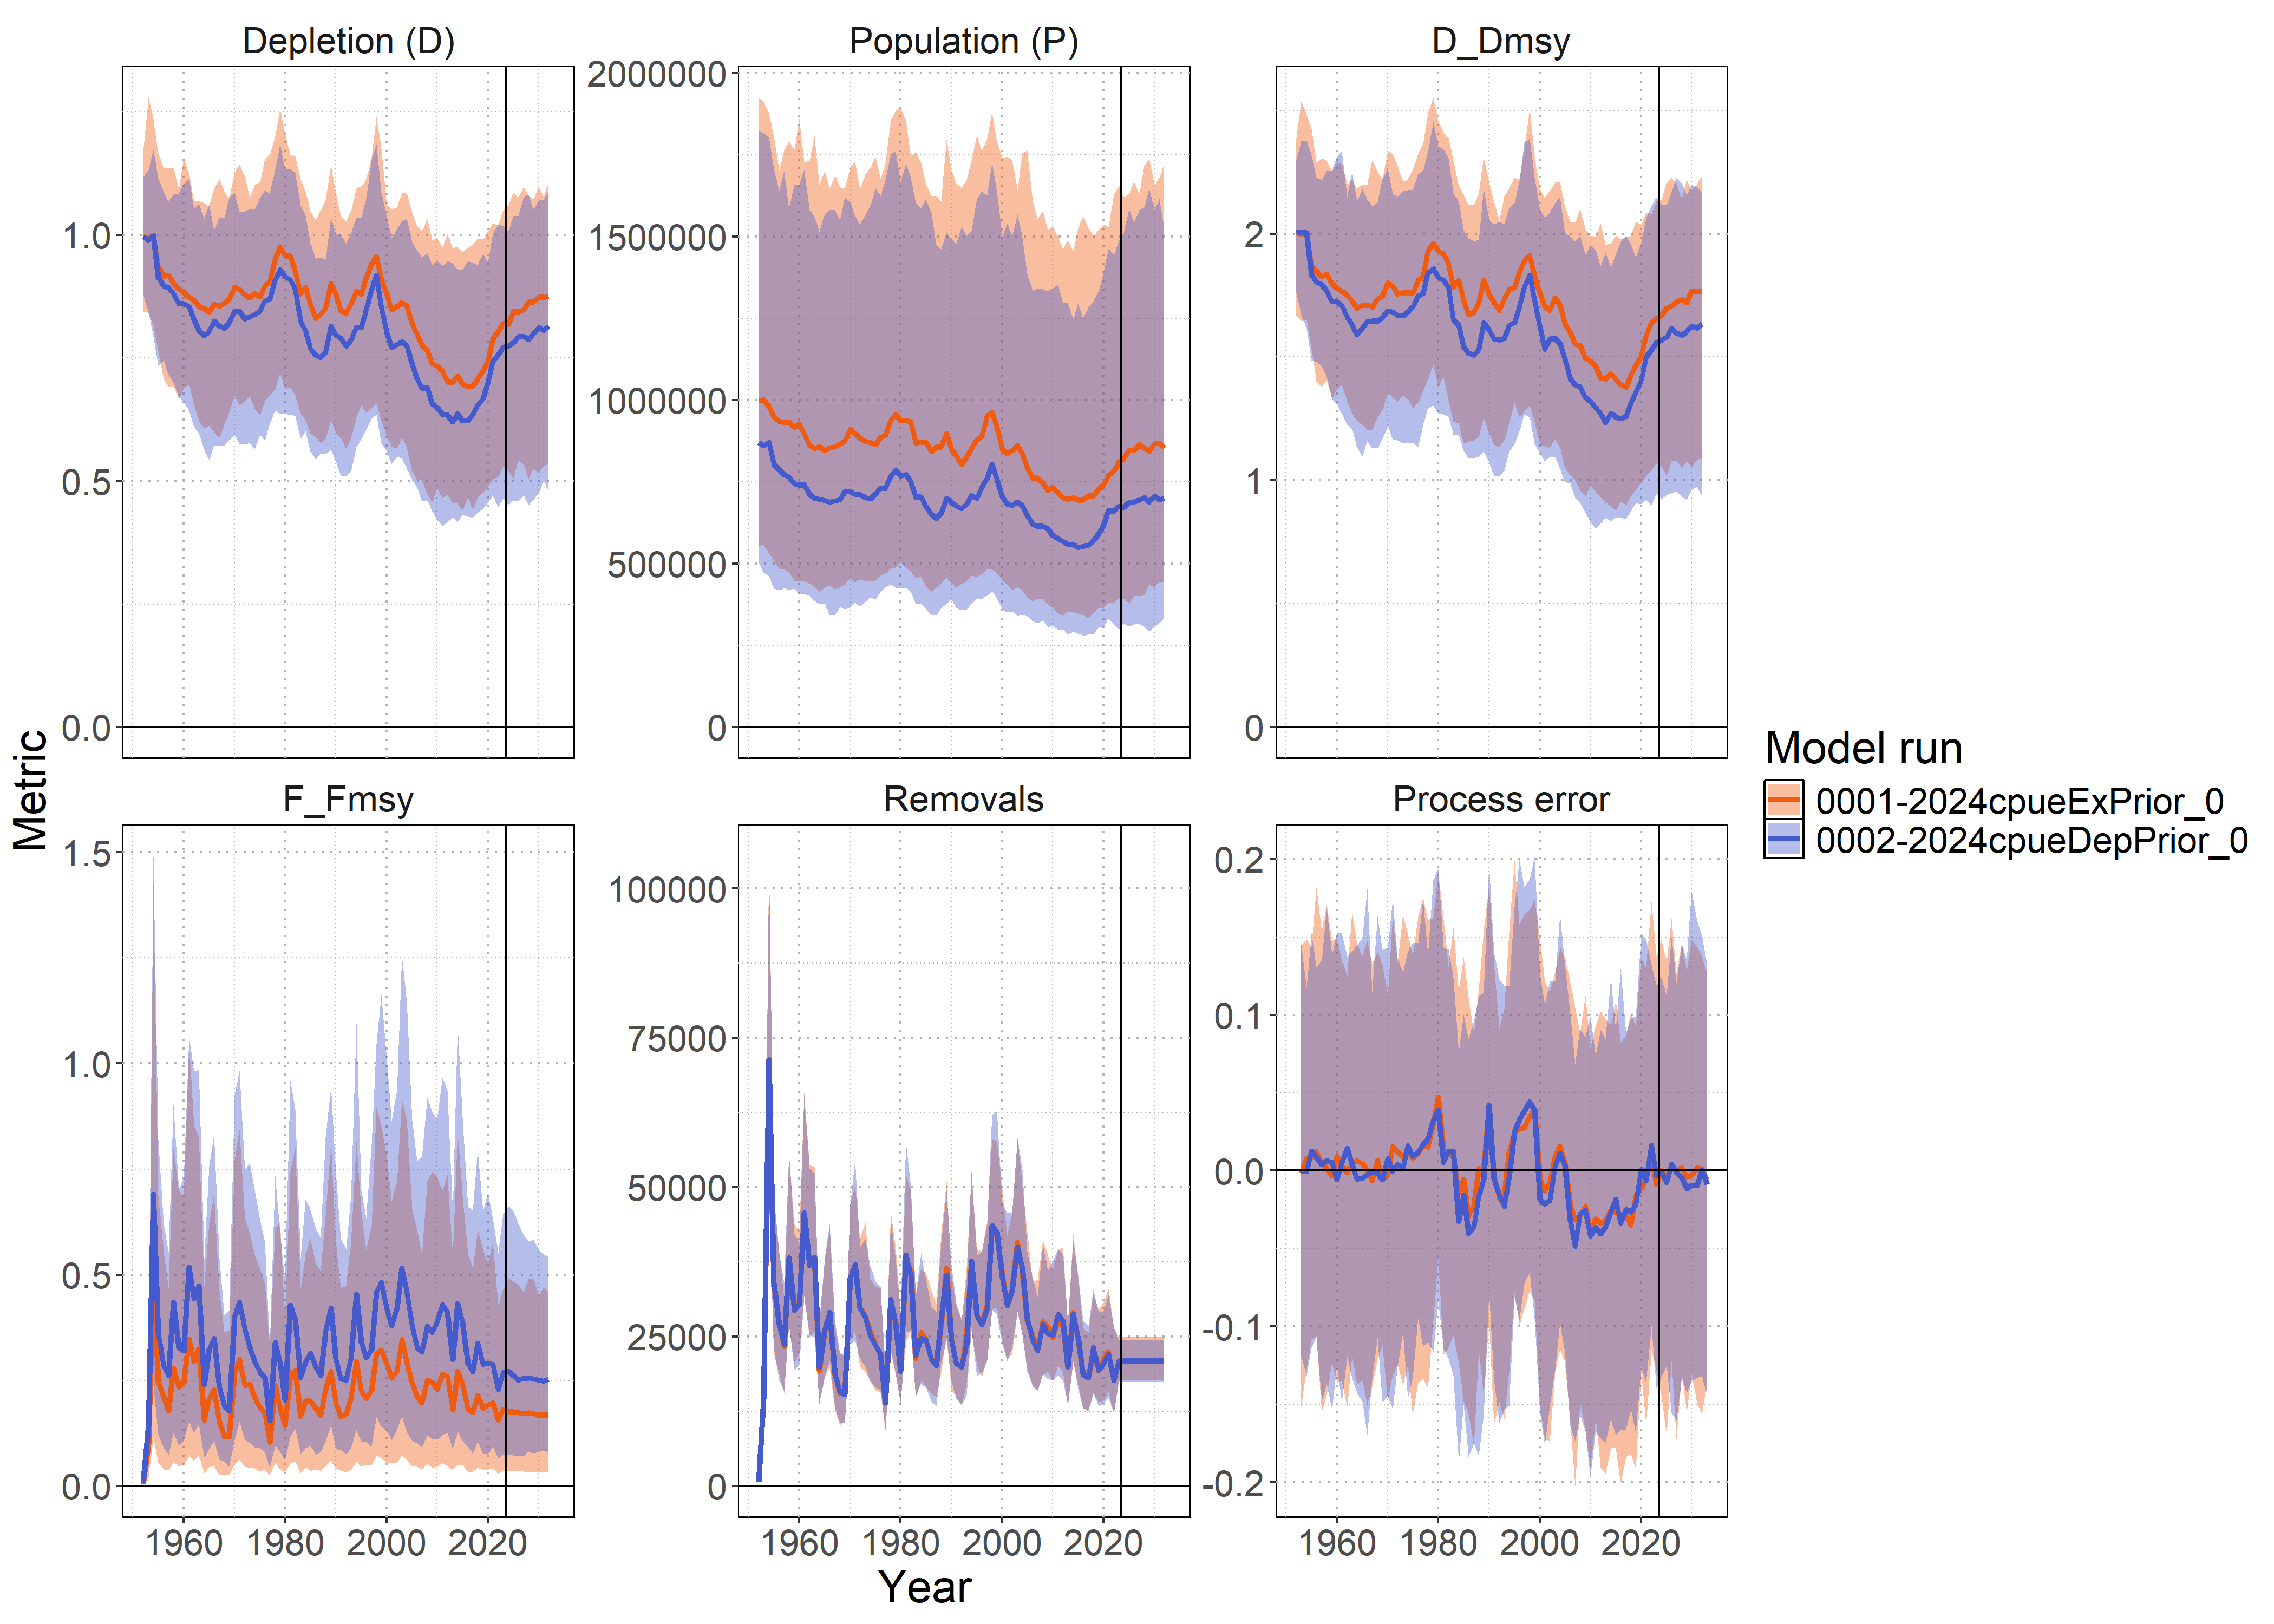 Depletion (D)
Population (P)
D_Dmsy
1.0
0.5
0.0
2000000
1500000
1000000
500000
0
2
1
0
Metric
Model run
0001-2024cpueExPrior_0
0002-2024cpueDepPrior_0
F_Fmsy
Removals
Process error
1.5
1.0
0.5
0.0
100000
75000
50000
25000
0
0.2
0.1
0.0
-0.1
-0.2
1960 1980 2000 2020
1960 1980 2000 2020
1960 1980 2000 2020
Year